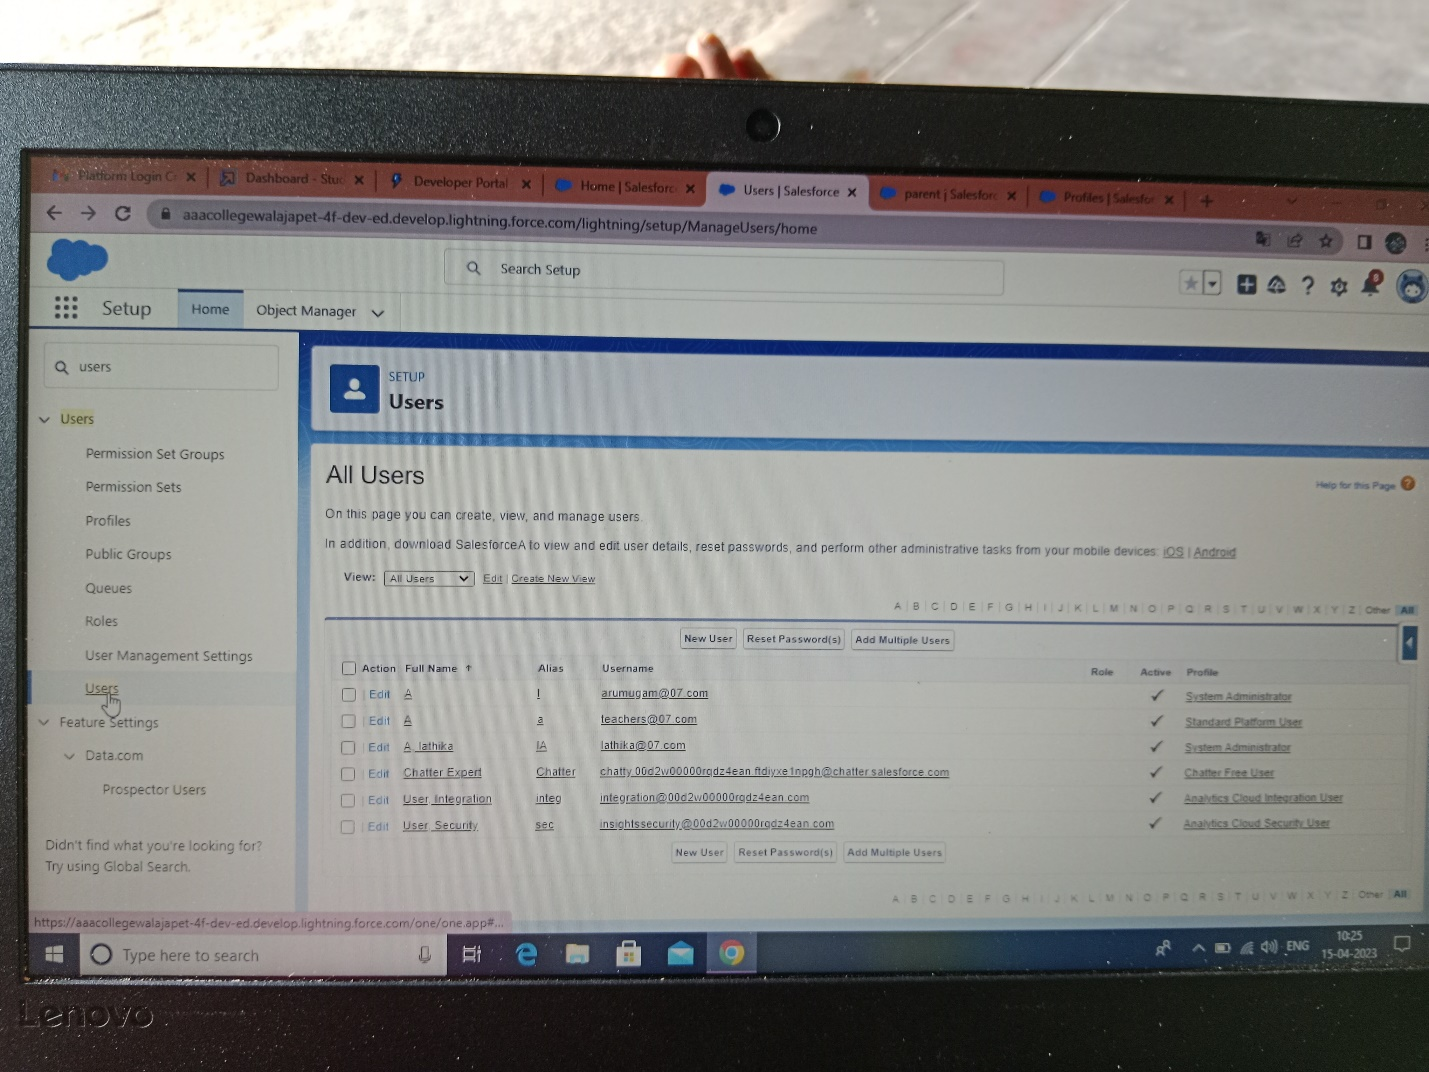 Platform Login C
Dashboard - Stud
Developer Portal
Home | Salesforc
Users | Salesforce
parent j Salesforc
Profiles | Salesfor
aaacollegewalajapet-4f-dev-ed.develop.lightning.force.com/lightning/setup/ManageUsers/home
Search Setup
8
Setup
Home
Object Manager
users
Users
Permission Set Groups
Permission Sets
Profiles
Public Groups
Queues
Roles
User Management Settings
Users
Feature Settings
Data.com
Prospector Users
Didn't find what you're looking for?
Try using Global Search.
SETUP
Users
All Users
Help for this Page ?
On this page you can create, view, and manage users.
In addition, download SalesforceA to view and edit user details, reset passwords, and perform other administrative tasks from your mobile devices: iOS | Android
View: All Users Edit | Create New View
A | B | C | D | E | F | G | H | I | J | K | L | M | N | O | P | Q | R | S | T | U | V | W | X | Y | Z | Other All
New User Reset Password(s) Add Multiple Users
Action Full Name ↑ Alias Username Role Active Profile
Edit A l arumugam@07.com System Administrator
Edit A a teachers@07.com Standard Platform User
Edit A, lathika lA lathika@07.com System Administrator
Edit Chatter Expert Chatter chatty.00d2w00000rqdz4ean.ftdiyxe1npgh@chatter.salesforce.com Chatter Free User
Edit User, Integration integ integration@00d2w00000rqdz4ean.com Analytics Cloud Integration User
Edit User, Security sec insightssecurity@00d2w00000rqdz4ean.com Analytics Cloud Security User
New User Reset Password(s) Add Multiple Users
A | B | C | D | E | F | G | H | I | J | K | L | M | N | O | P | Q | R | S | T | U | V | W | X | Y | Z | Other All
https://aaacollegewalajapet-4f-dev-ed.develop.lightning.force.com/one/one.app#...
Type here to search
ENG
10:25
15-04-2023
Lenovo